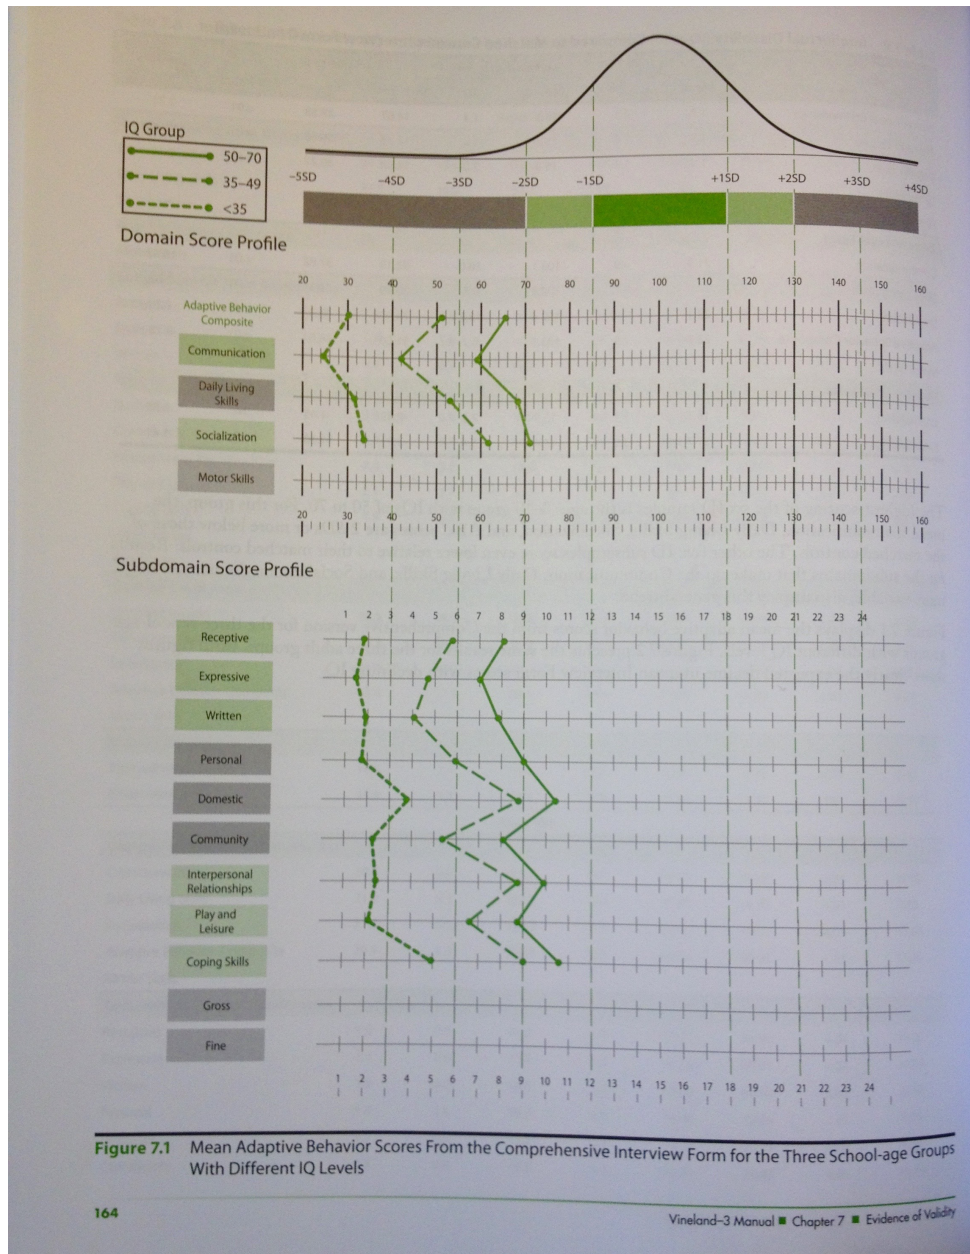 IQ Group
50–70
35–49
<35
–5SD –4SD –3SD –2SD –1SD +1SD +2SD +3SD +4SD
Domain Score Profile
20 30 40 50 60 70 80 90 100 110 120 130 140 150 160
Adaptive Behavior
Composite
Communication
Daily Living
Skills
Socialization
Motor Skills
20 30 40 50 60 70 80 90 100 110 120 130 140 150 160
Subdomain Score Profile
1 2 3 4 5 6 7 8 9 10 11 12 13 14 15 16 17 18 19 20 21 22 23 24
Receptive
Expressive
Written
Personal
Domestic
Community
Interpersonal
Relationships
Play and
Leisure
Coping Skills
Gross
Fine
1 2 3 4 5 6 7 8 9 10 11 12 13 14 15 16 17 18 19 20 21 22 23 24
Figure 7.1 Mean Adaptive Behavior Scores From the Comprehensive Interview Form for the Three School-age Groups
With Different IQ Levels
164
Vineland–3 Manual ■ Chapter 7 ■ Evidence of Validity